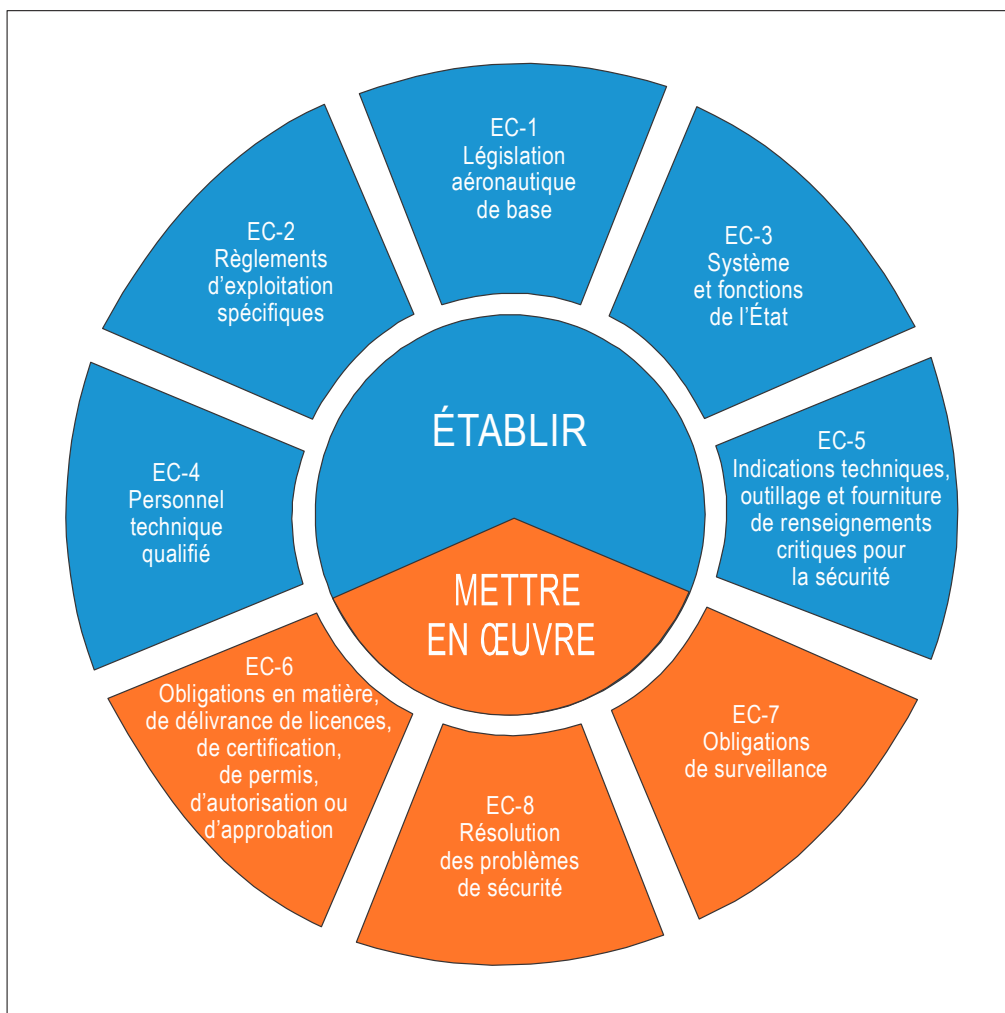 EC-1
Législation
aéronautique
de base
EC-2
Règlements
d'exploitation
spécifiques
EC-3
Système
et fonctions
de l'État
ÉTABLIR
EC-4
Personnel
technique
qualifié
EC-5
Indications techniques,
outillage et fourniture
de renseignements
critiques pour
la sécurité
METTRE
EN ŒUVRE
EC-6
Obligations en matière,
de délivrance de licences,
de certification,
de permis,
d'autorisation ou
d'approbation
EC-7
Obligations
de surveillance
EC-8
Résolution
des problèmes
de sécurité